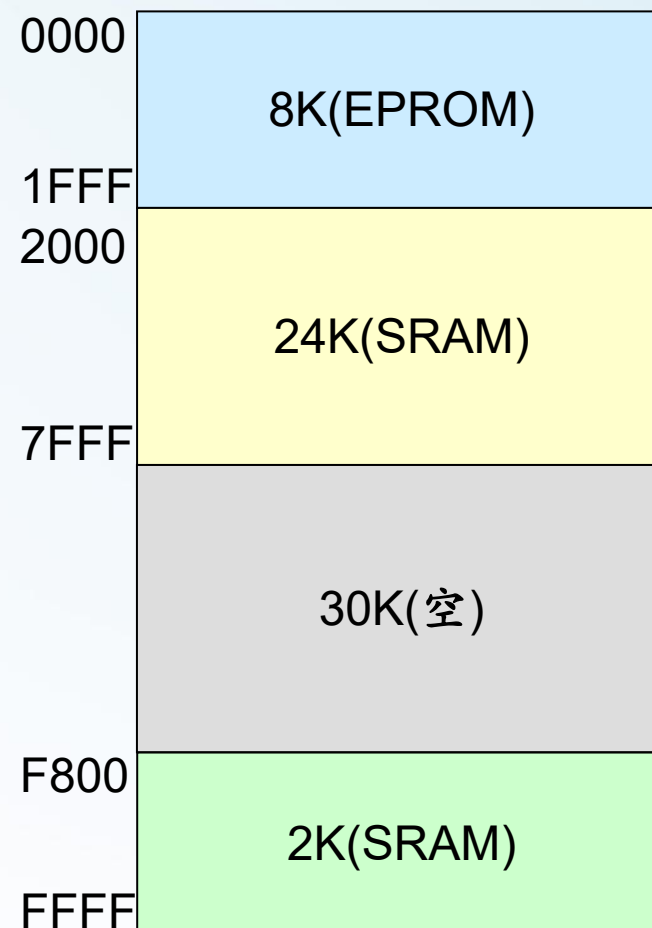 0000
8K(EPROM)
1FFF
2000
24K(SRAM)
7FFF
30K(空)
F800
2K(SRAM)
FFFF